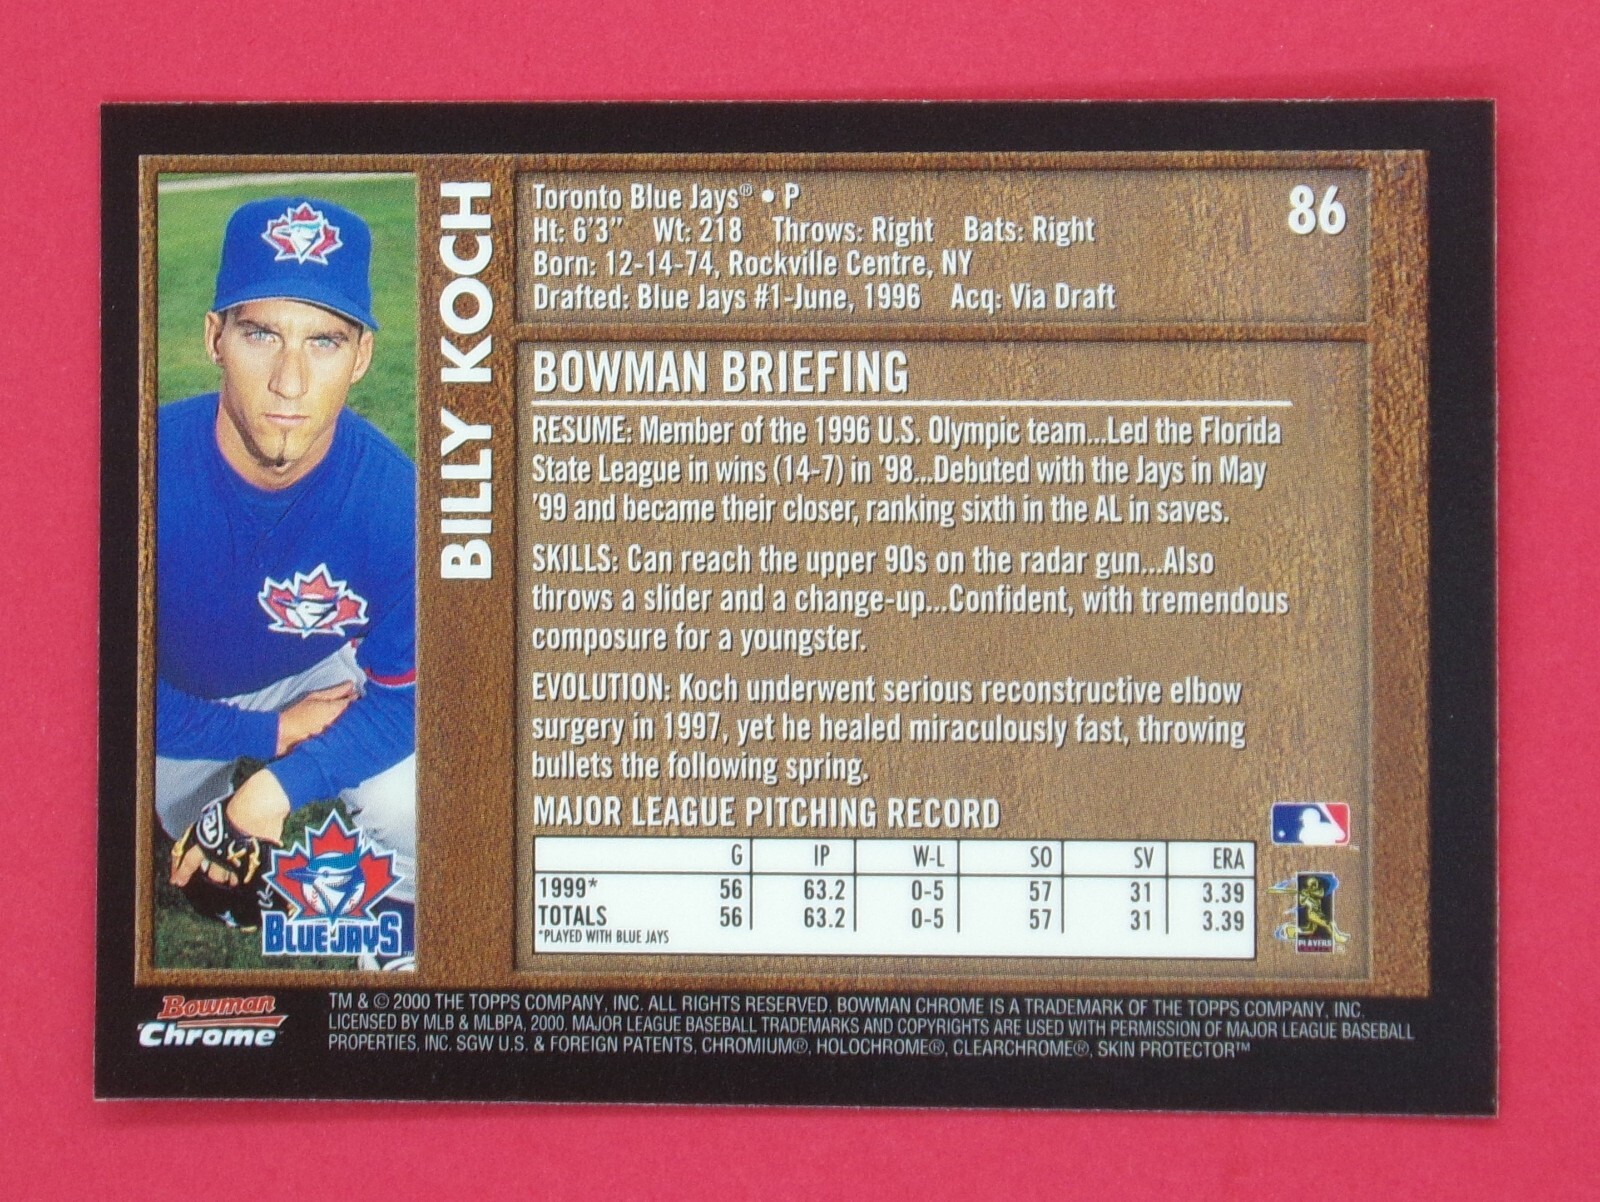 BILLY KOCH
Toronto Blue Jays® • P
86
Ht: 6'3" Wt: 218 Throws: Right Bats: Right
Born: 12-14-74, Rockville Centre, NY
Drafted: Blue Jays #1-June, 1996 Acq: Via Draft
BOWMAN BRIEFING
RESUME: Member of the 1996 U.S. Olympic team...Led the Florida
State League in wins (14-7) in '98...Debuted with the Jays in May
'99 and became their closer, ranking sixth in the AL in saves.
SKILLS: Can reach the upper 90s on the radar gun...Also
throws a slider and a change-up...Confident, with tremendous
composure for a youngster.
EVOLUTION: Koch underwent serious reconstructive elbow
surgery in 1997, yet he healed miraculously fast, throwing
bullets the following spring.
MAJOR LEAGUE PITCHING RECORD
G IP W-L SO SV ERA
1999* 56 63.2 0-5 57 31 3.39
TOTALS 56 63.2 0-5 57 31 3.39
*PLAYED WITH BLUE JAYS
PLAYERS
BLUE JAYS
Bowman
Chrome
TM & © 2000 THE TOPPS COMPANY, INC. ALL RIGHTS RESERVED. BOWMAN CHROME IS A TRADEMARK OF THE TOPPS COMPANY, INC.
LICENSED BY MLB & MLBPA, 2000. MAJOR LEAGUE BASEBALL TRADEMARKS AND COPYRIGHTS ARE USED WITH PERMISSION OF MAJOR LEAGUE BASEBALL
PROPERTIES, INC. SGW U.S. & FOREIGN PATENTS, CHROMIUM®, HOLOCHROME®, CLEARCHROME®, SKIN PROTECTOR™